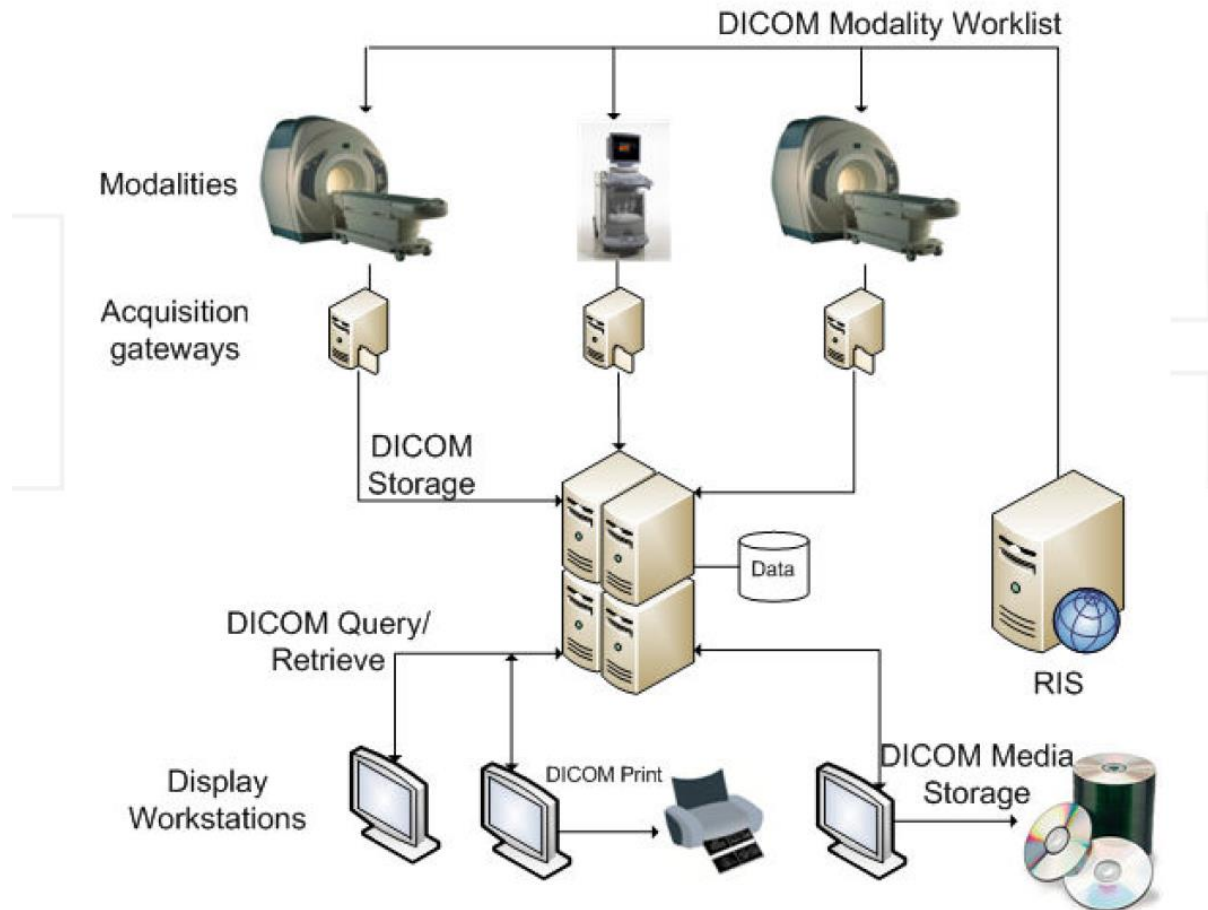 DICOM Modality Worklist
Modalities
Acquisition
gateways
DICOM
Storage
Data
DICOM Query/
Retrieve
RIS
Display
Workstations
DICOM Print
DICOM Media
Storage